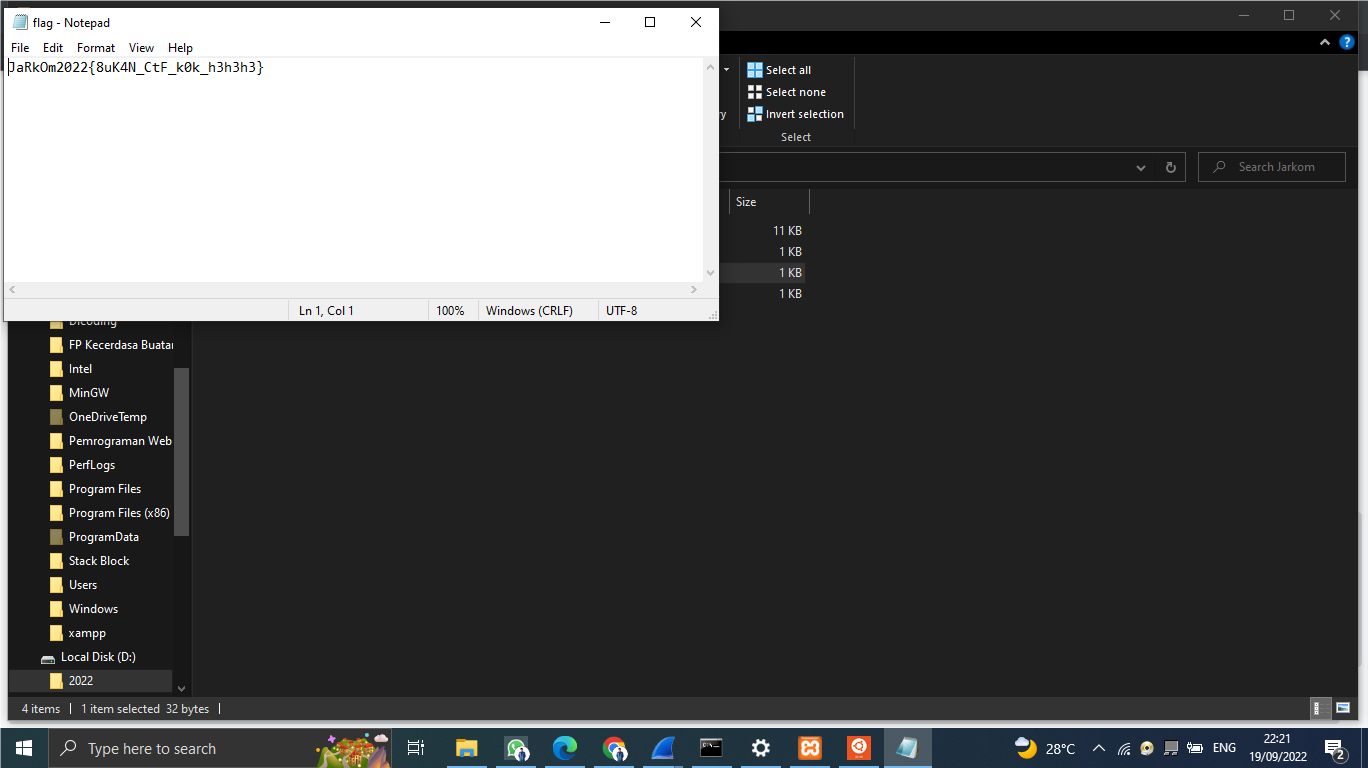 flag - Notepad
File Edit Format View Help
JaRkOm2022{8uK4N_CtF_k0k_h3h3h3}
Ln 1, Col 1 100% Windows (CRLF) UTF-8
Select all
Select none
Invert selection
Select
Search Jarkom
Size
11 KB
1 KB
1 KB
1 KB
Dicoding
FP Kecerdasa Buatan
Intel
MinGW
OneDriveTemp
Pemrograman Web
PerfLogs
Program Files
Program Files (x86)
ProgramData
Stack Block
Users
Windows
xampp
Local Disk (D:)
2022
4 items 1 item selected 32 bytes
Type here to search
28°C
ENG
22:21
19/09/2022
2